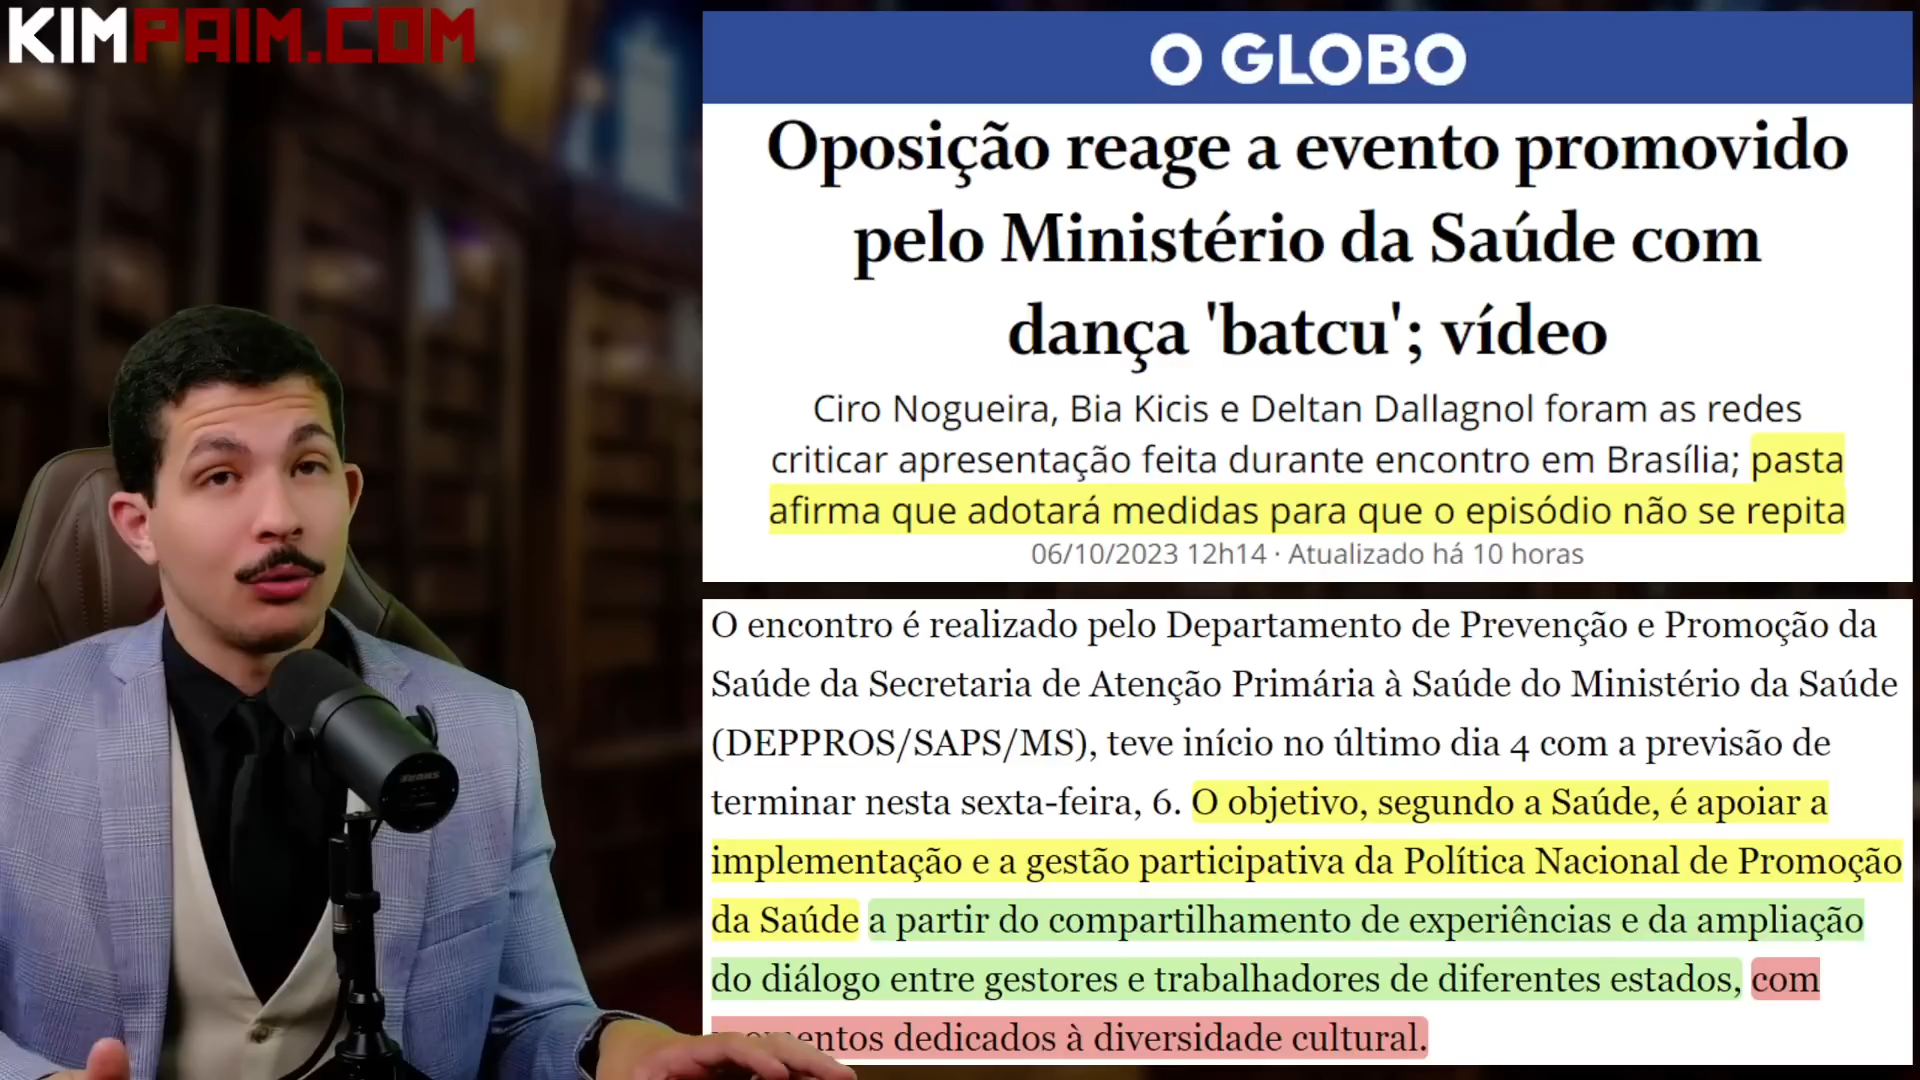 KIMPAIM.COM
O GLOBO
Oposição reage a evento promovido
pelo Ministério da Saúde com
dança 'batcu'; vídeo
Ciro Nogueira, Bia Kicis e Deltan Dallagnol foram as redes
criticar apresentação feita durante encontro em Brasília; pasta
afirma que adotará medidas para que o episódio não se repita
06/10/2023 12h14 · Atualizado há 10 horas
O encontro é realizado pelo Departamento de Prevenção e Promoção da
Saúde da Secretaria de Atenção Primária à Saúde do Ministério da Saúde
(DEPPROS/SAPS/MS), teve início no último dia 4 com a previsão de
terminar nesta sexta-feira, 6. O objetivo, segundo a Saúde, é apoiar a
implementação e a gestão participativa da Política Nacional de Promoção
da Saúde a partir do compartilhamento de experiências e da ampliação
do diálogo entre gestores e trabalhadores de diferentes estados, com
momentos dedicados à diversidade cultural.